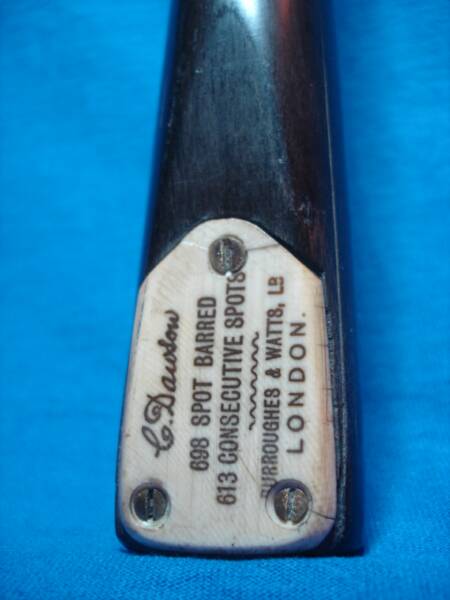 C. Dawson
698 SPOT BARRED
613 CONSECUTIVE SPOTS
BURROUGHES & WATTS, LD
LONDON.